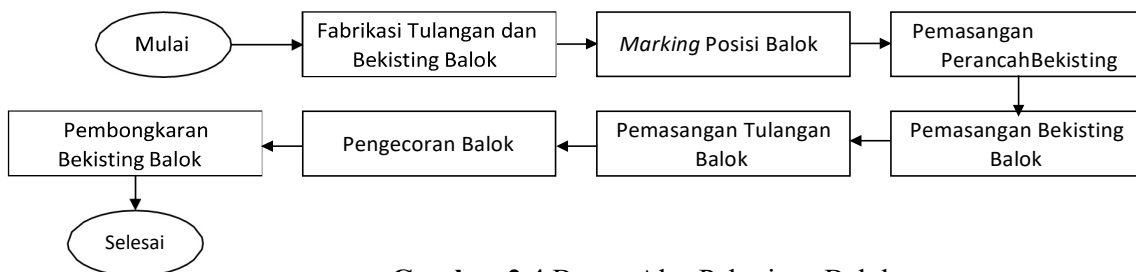 Mulai
Fabrikasi Tulangan dan
Bekisting Balok
Marking Posisi Balok
Pemasangan
PerancahBekisting
Pemasangan Bekisting
Balok
Pemasangan Tulangan
Balok
Pengecoran Balok
Pembongkaran
Bekisting Balok
Selesai